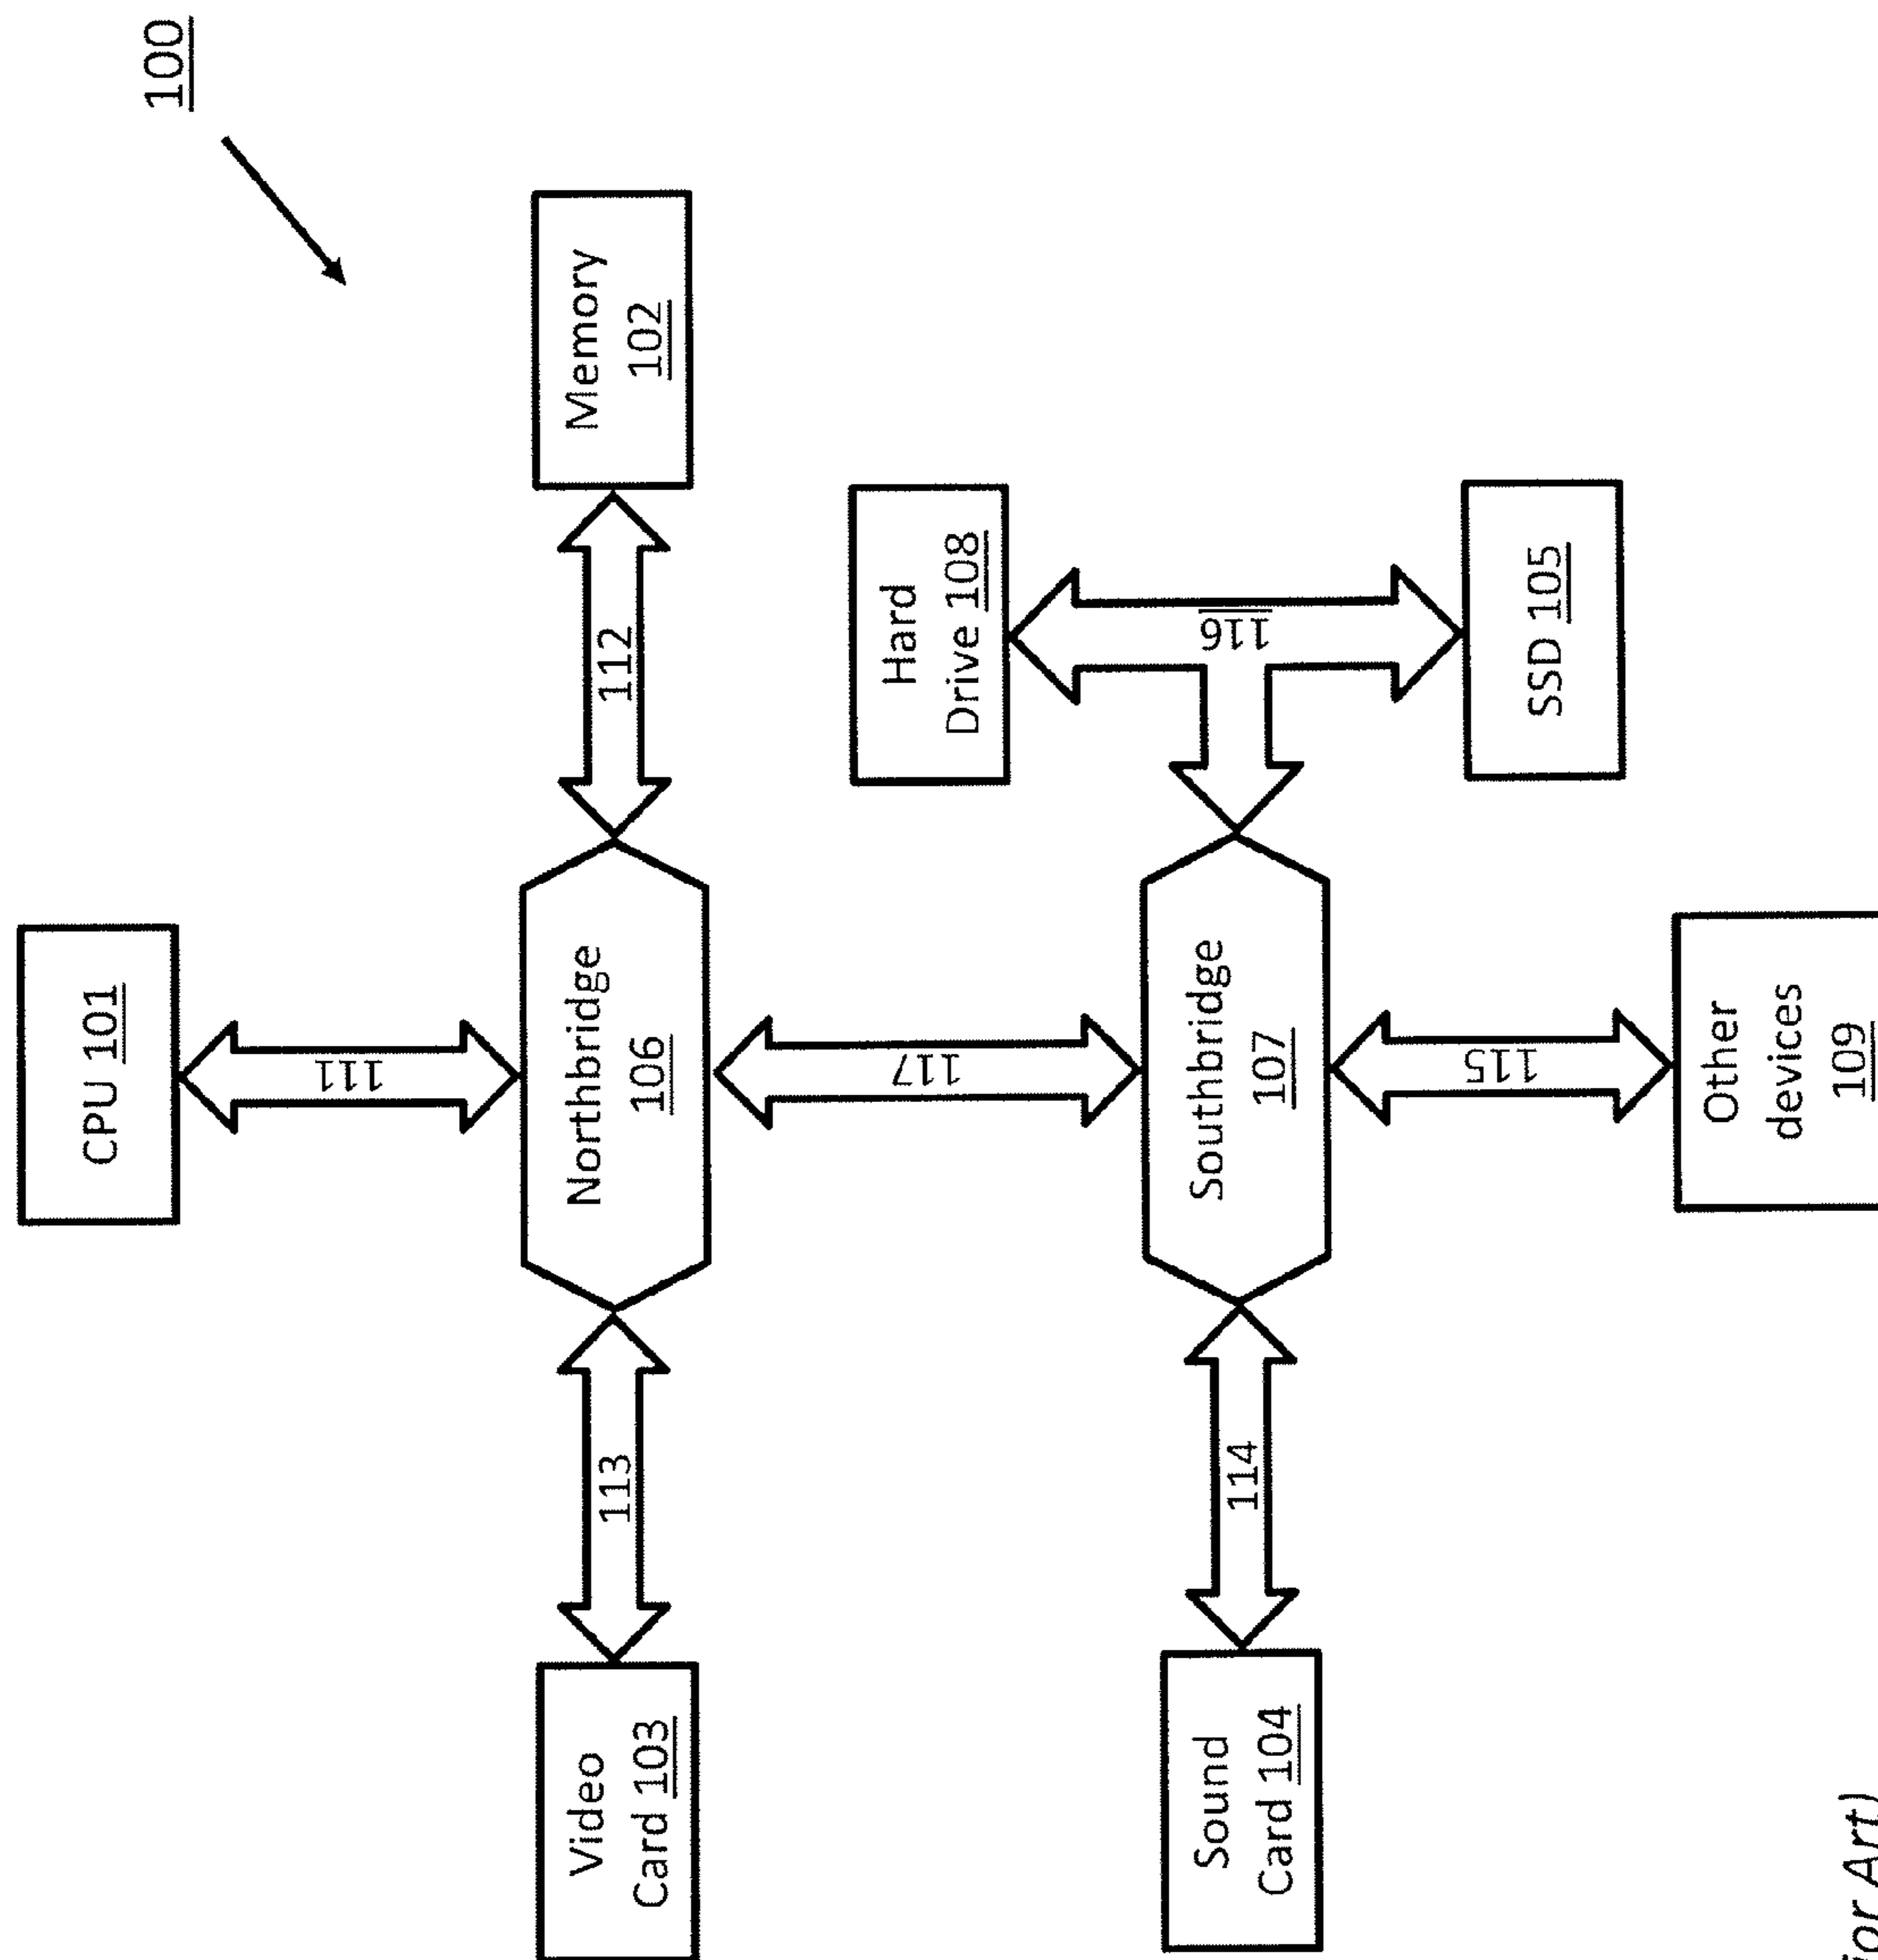 100
CPU 101
111
Video
Card 103
113
Northbridge
106
112
Memory
102
117
Hard
Drive 108
Sound
Card 104
114
Southbridge
107
116
SSD 105
115
Other
devices
109
Art)